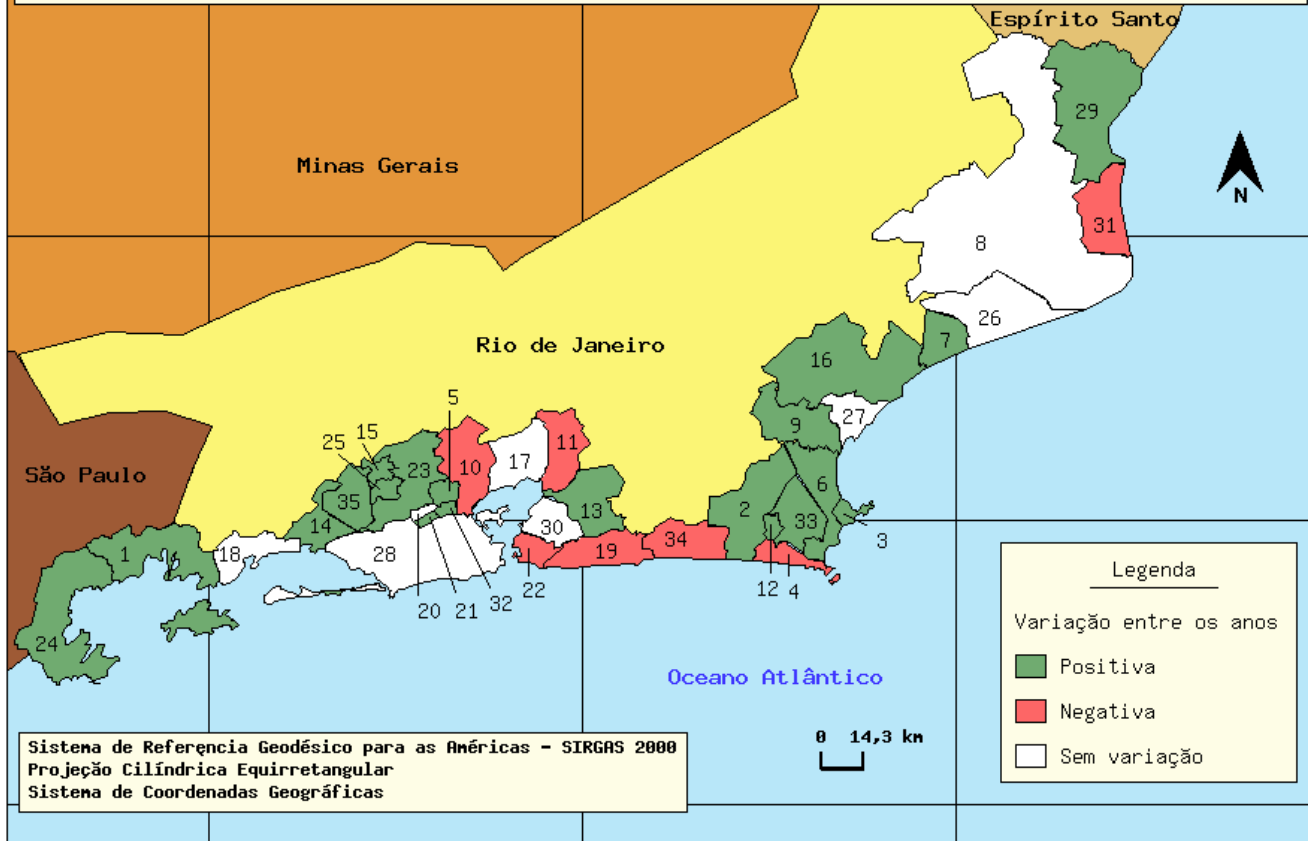 Espírito Santo
29
Minas Gerais
N
31
8
26
Rio de Janeiro
7
16
5
27
15
9
25
11
23
17
10
São Paulo
6
35
2
13
14
33
30
1
28
18
34
19
3
12
4
22
20
21
32
24
Legenda
Variação entre os anos
Positiva
Negativa
Sem variação
Oceano Atlântico
0 14,3 km
Sistema de Referęncia Geodésico para as Américas - SIRGAS 2000
Projeção Cilíndrica Equirretangular
Sistema de Coordenadas Geográficas